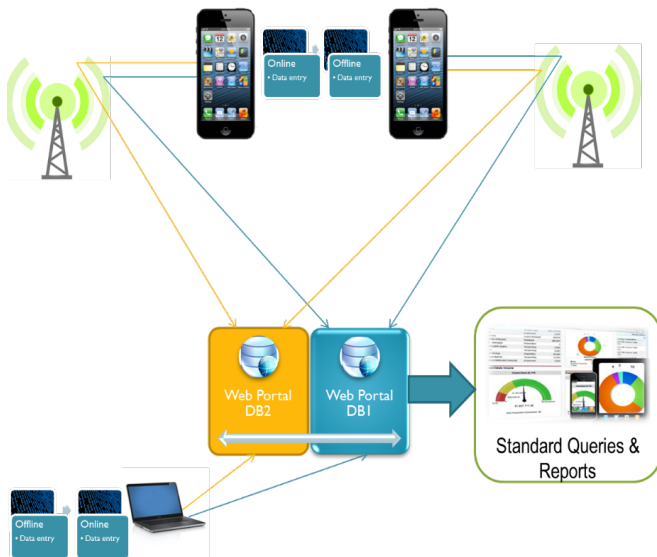 Online
• Data entry
Offline
• Data entry
Web Portal
DB2
Web Portal
DB1
Standard Queries &
Reports
Offline
• Data entry
Online
• Data entry